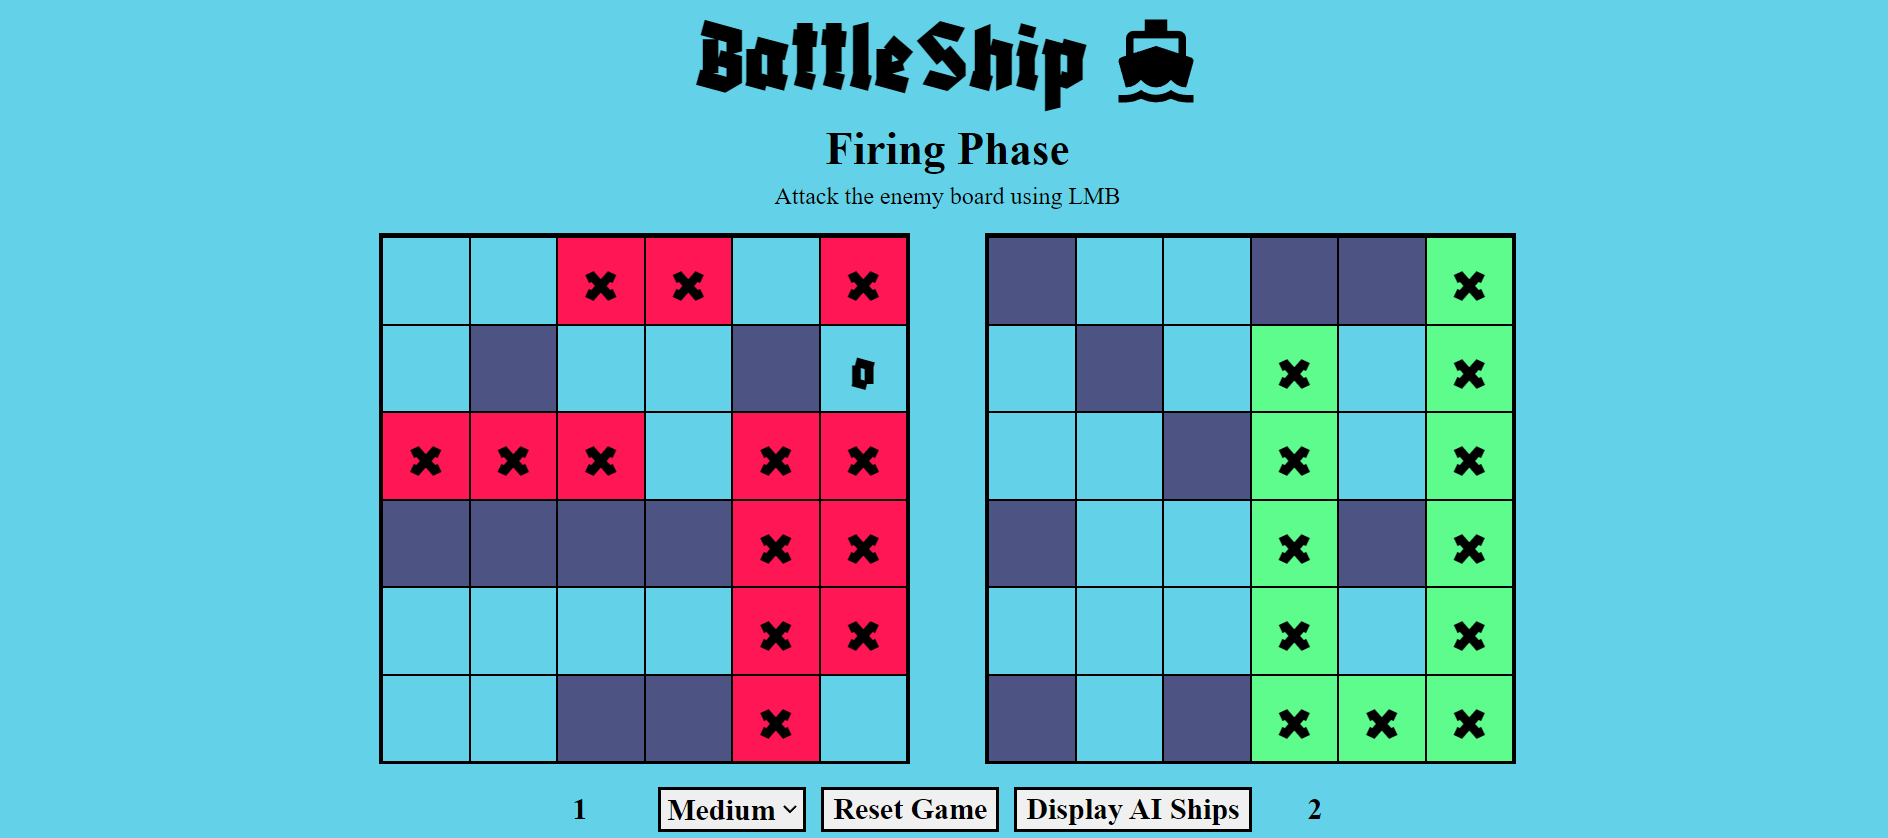 BattleShip
Firing Phase
Attack the enemy board using LMB
x x x x
o x
x x x x x x x
x x x x
x x x x
x x x x
1 Medium Reset Game Display AI Ships 2